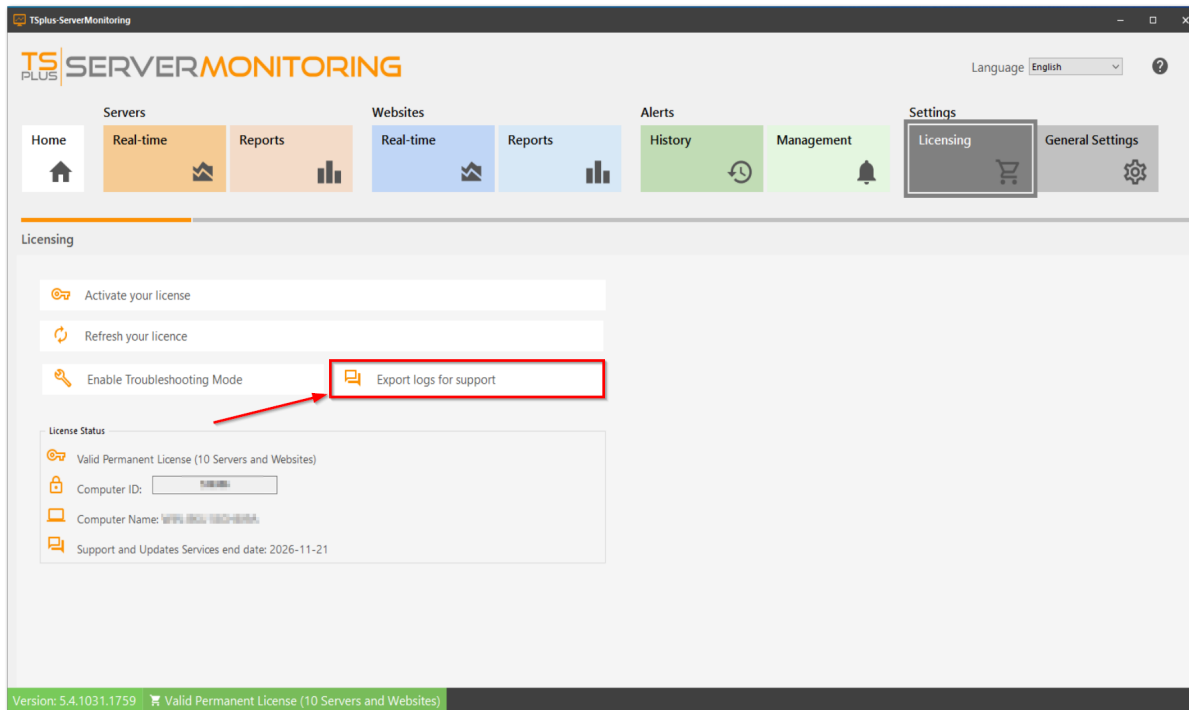 TSplus-ServerMonitoring
TS PLUS SERVERMONITORING
Language English
Servers Websites Alerts Settings
Home Real-time Reports Real-time Reports History Management Licensing General Settings
Licensing
Activate your license
Refresh your licence
Enable Troubleshooting Mode Export logs for support
License Status
Valid Permanent License (10 Servers and Websites)
Computer ID:
Computer Name:
Support and Updates Services end date: 2026-11-21
Version: 5.4.1031.1759 Valid Permanent License (10 Servers and Websites)